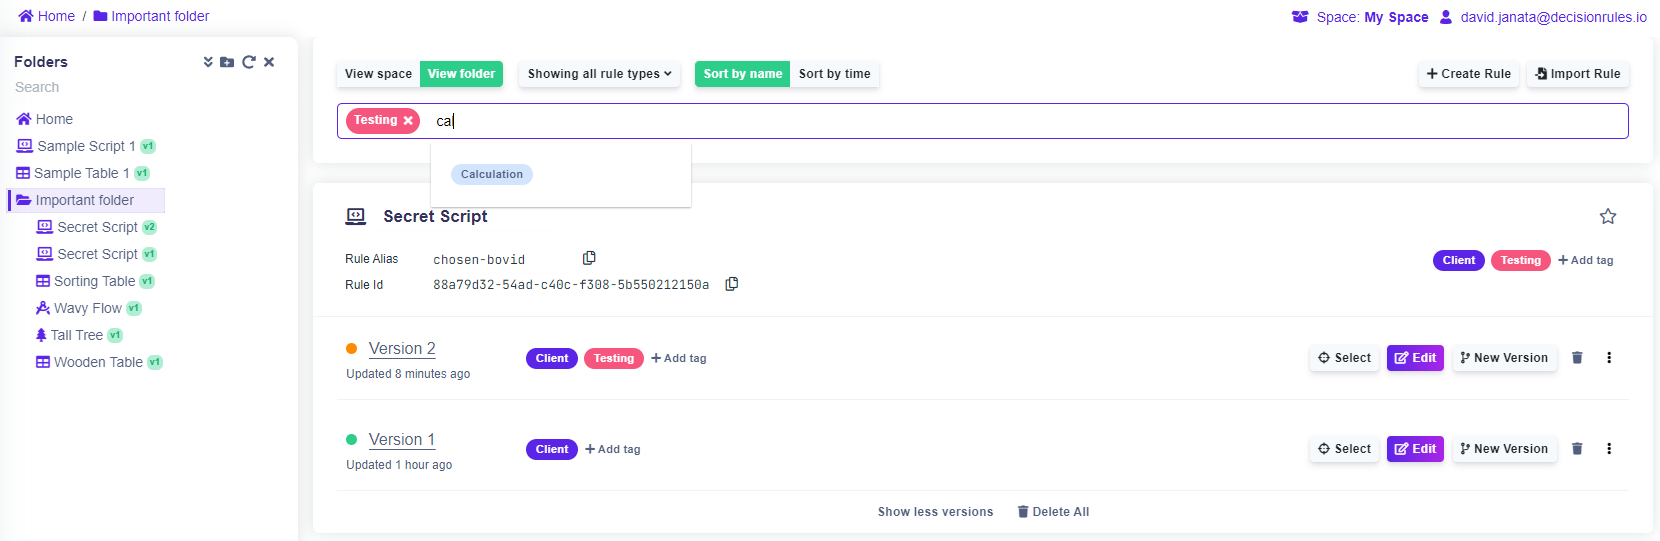 Home / Important folder
Space: My Space david.janata@decisionrules.io
Folders
Search
Home
Sample Script 1 v1
Sample Table 1 v1
Important folder
Secret Script v2
Secret Script v1
Sorting Table v1
Wavy Flow v1
Tall Tree v1
Wooden Table v1
View space View folder Showing all rule types Sort by name Sort by time Create Rule Import Rule
Testing ca
Calculation
Secret Script
Rule Alias chosen-bovid
Client Testing Add tag
Rule Id 88a79d32-54ad-c40c-f308-5b550212150a
Version 2 Client Testing Add tag Select Edit New Version
Updated 8 minutes ago
Version 1 Client Add tag Select Edit New Version
Updated 1 hour ago
Show less versions Delete All